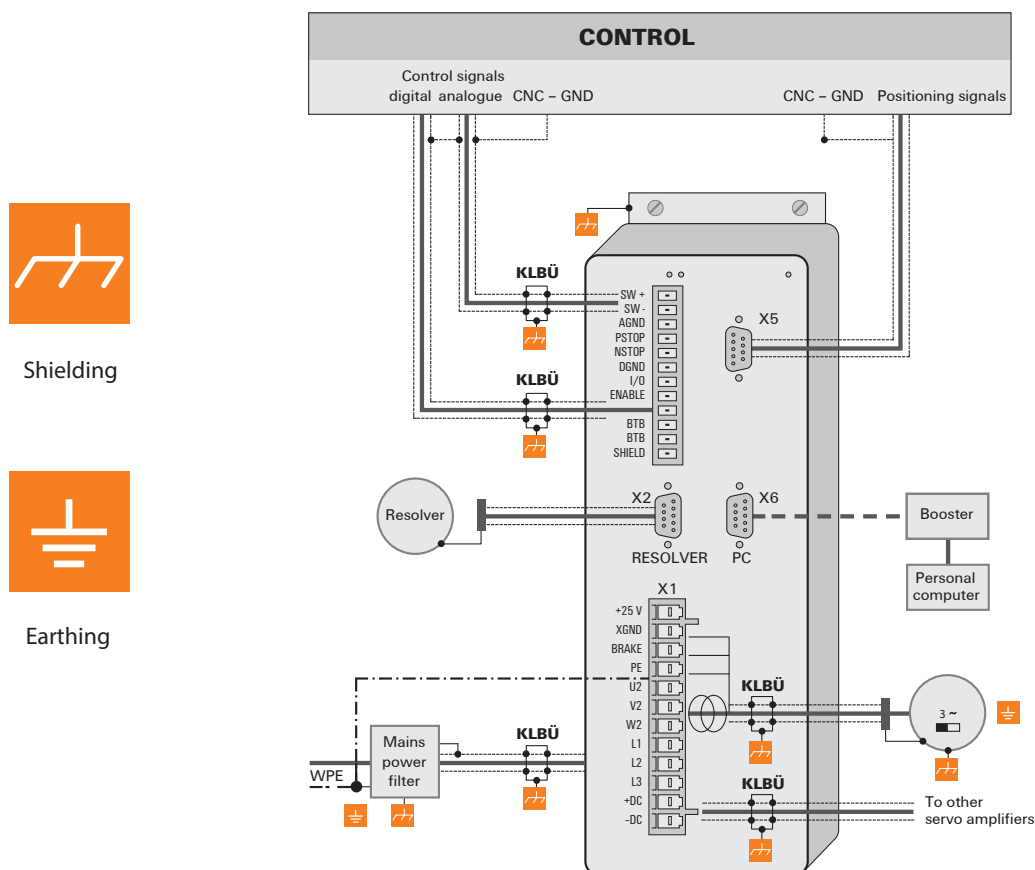 CONTROL
Control signals
digital analogue CNC – GND
CNC – GND Positioning signals
Shielding
Earthing
KLBÜ
SW +
SW -
AGND
PSTOP
NSTOP
DGND
I/O
ENABLE
BTB
BTB
SHIELD
X5
KLBÜ
Resolver
X2
RESOLVER
X6
PC
Booster
Personal
computer
X1
+25 V
XGND
BRAKE
PE
U2
V2
W2
L1
L2
L3
+DC
–DC
KLBÜ
3 ~
WPE
Mains
power
filter
KLBÜ
KLBÜ
To other
servo amplifiers